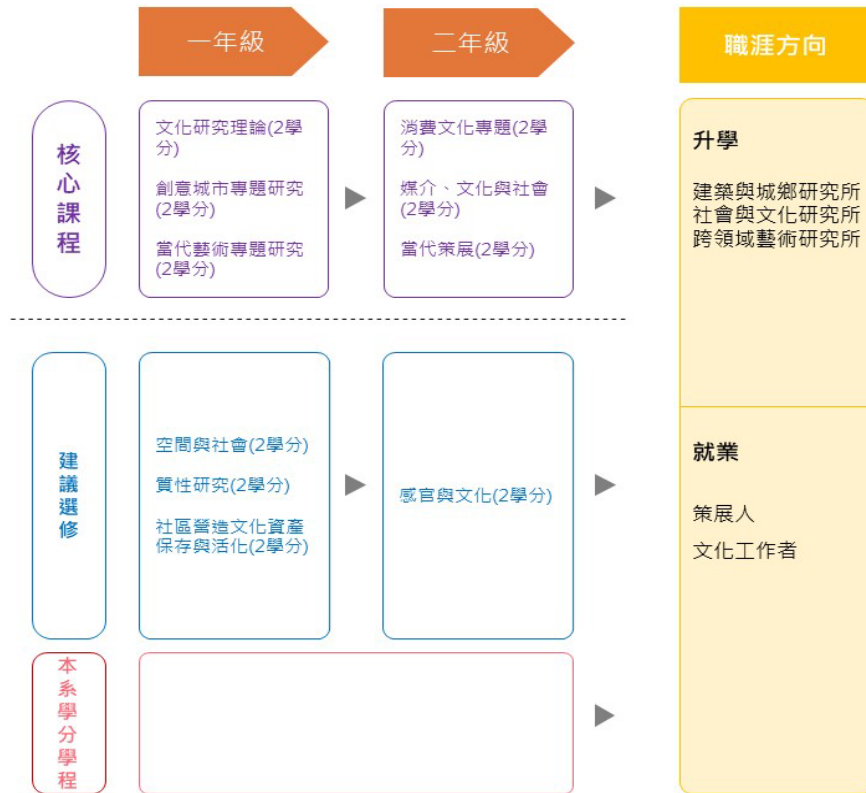 一年級
二年級
職涯方向
核心課程
文化研究理論(2學
分)
創意城市專題研究
(2學分)
當代藝術專題研究
(2學分)
消費文化專題(2學
分)
媒介、文化與社會
(2學分)
當代策展(2學分)
升學
建築與城鄉研究所
社會與文化研究所
跨領域藝術研究所
建議選修
空間與社會(2學分)
質性研究(2學分)
社區營造文化資產
保存與活化(2學分)
感官與文化(2學分)
就業
策展人
文化工作者
本系學分學程